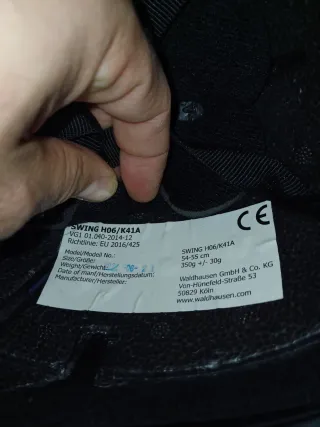 SWING H06/K41A
VG1 01.040-2014-12
Richtlinie: EU 2016/425
CE
Model/Model No.: SWING H06/K41A
Size/Größe: 54-55 cm
Weight/Gewicht: 350g +/- 30g
Date of manf/Herstellungsdatum:
Manufacturer/Hersteller: Waldhausen GmbH & Co. KG
Von-Hünefeld-Straße 53
50829 Köln
www.waldhausen.com